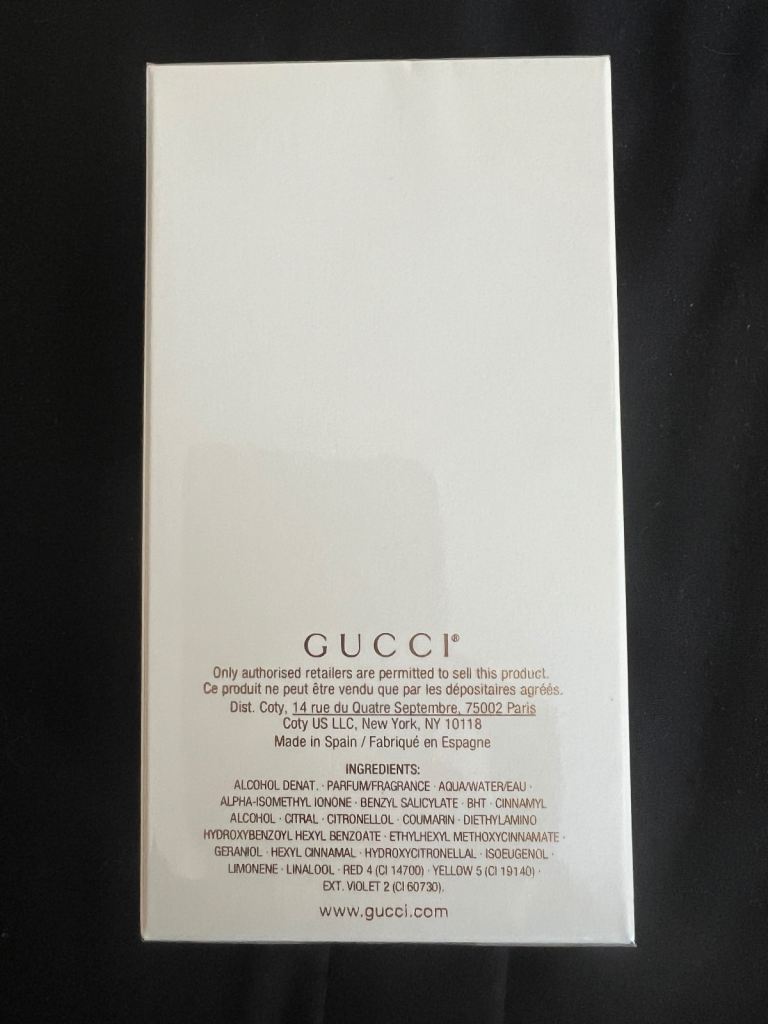 GUCCI®
Only authorised retailers are permitted to sell this product.
Ce produit ne peut être vendu que par les dépositaires agréés.
Dist. Coty, 14 rue du Quatre Septembre, 75002 Paris
Coty US LLC, New York, NY 10118
Made in Spain / Fabriqué en Espagne
INGREDIENTS:
ALCOHOL DENAT. · PARFUM/FRAGRANCE · AQUA/WATER/EAU ·
ALPHA-ISOMETHYL IONONE · BENZYL SALICYLATE · BHT · CINNAMYL
ALCOHOL · CITRAL · CITRONELLOL · COUMARIN · DIETHYLAMINO
HYDROXYBENZOYL HEXYL BENZOATE · ETHYLHEXYL METHOXYCINNAMATE ·
GERANIOL · HEXYL CINNAMAL · HYDROXYCITRONELLAL · ISOEUGENOL ·
LIMONENE · LINALOOL · RED 4 (CI 14700) · YELLOW 5 (CI 19140) ·
EXT. VIOLET 2 (CI 60730).
www.gucci.com